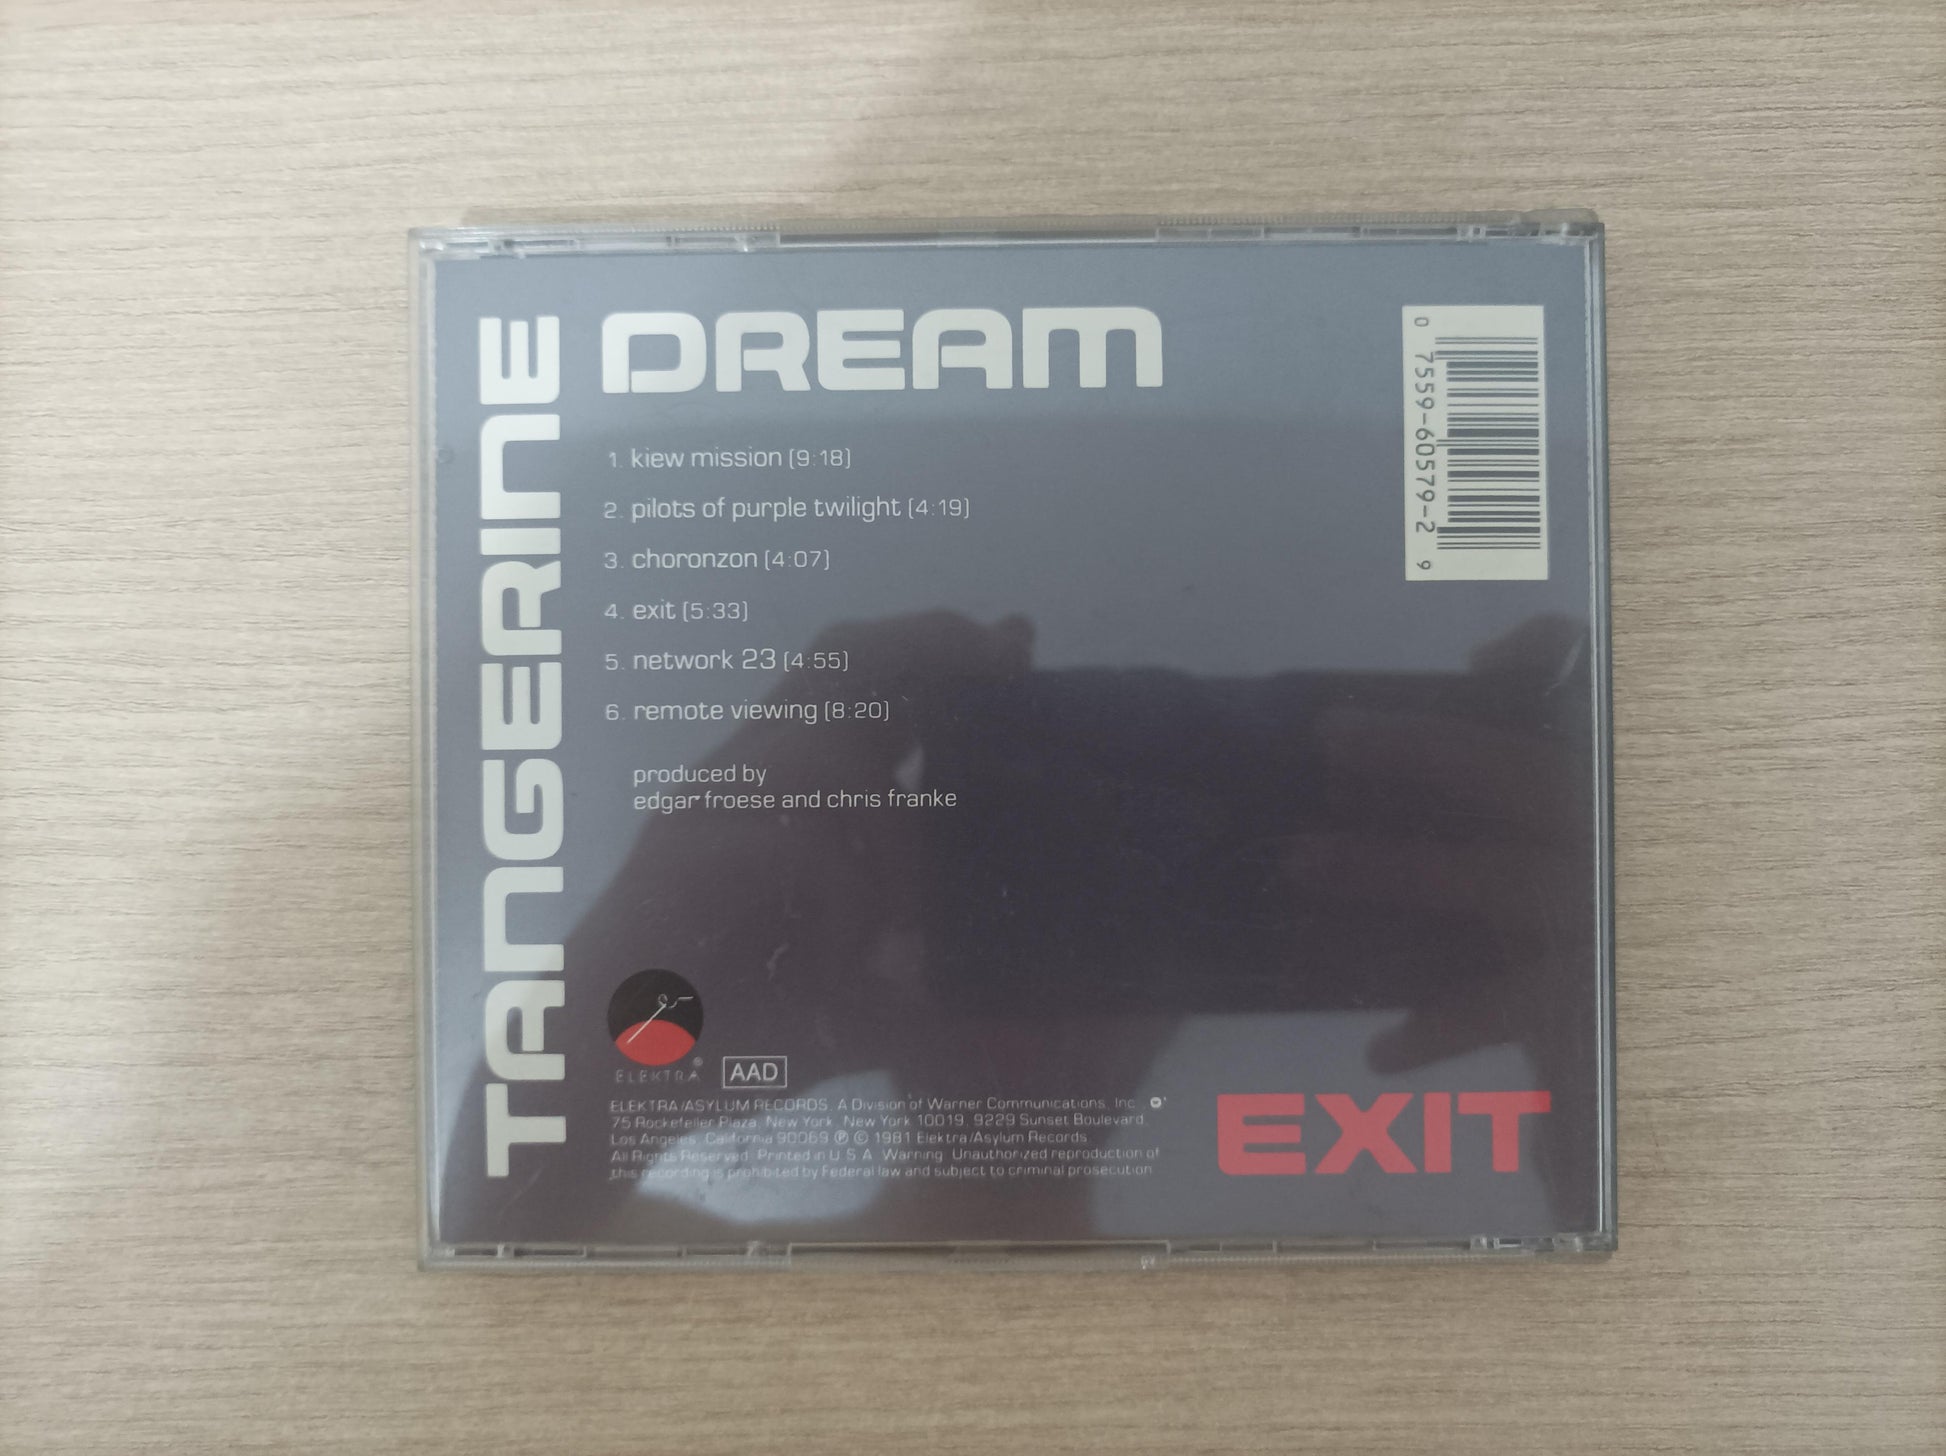 TANGERINE
DREAM
1. kiew mission (9:18)
2. pilots of purple twilight (4:19)
3. choronzon (4:07)
4. exit (5:33)
5. network 23 (4:55)
6. remote viewing (8:20)
produced by
edgar froese and chris franke
0 7559-60579-2 9
ELEKTRA ®
AAD
ELEKTRA/ASYLUM RECORDS, A Division of Warner Communications, Inc.
75 Rockefeller Plaza, New York, New York 10019. 9229 Sunset Boulevard,
Los Angeles, California 90069 ℗ © 1981 Elektra/Asylum Records.
All Rights Reserved. Printed in U.S.A. Warning: Unauthorized reproduction of
this recording is prohibited by Federal law and subject to criminal prosecution.
EXIT